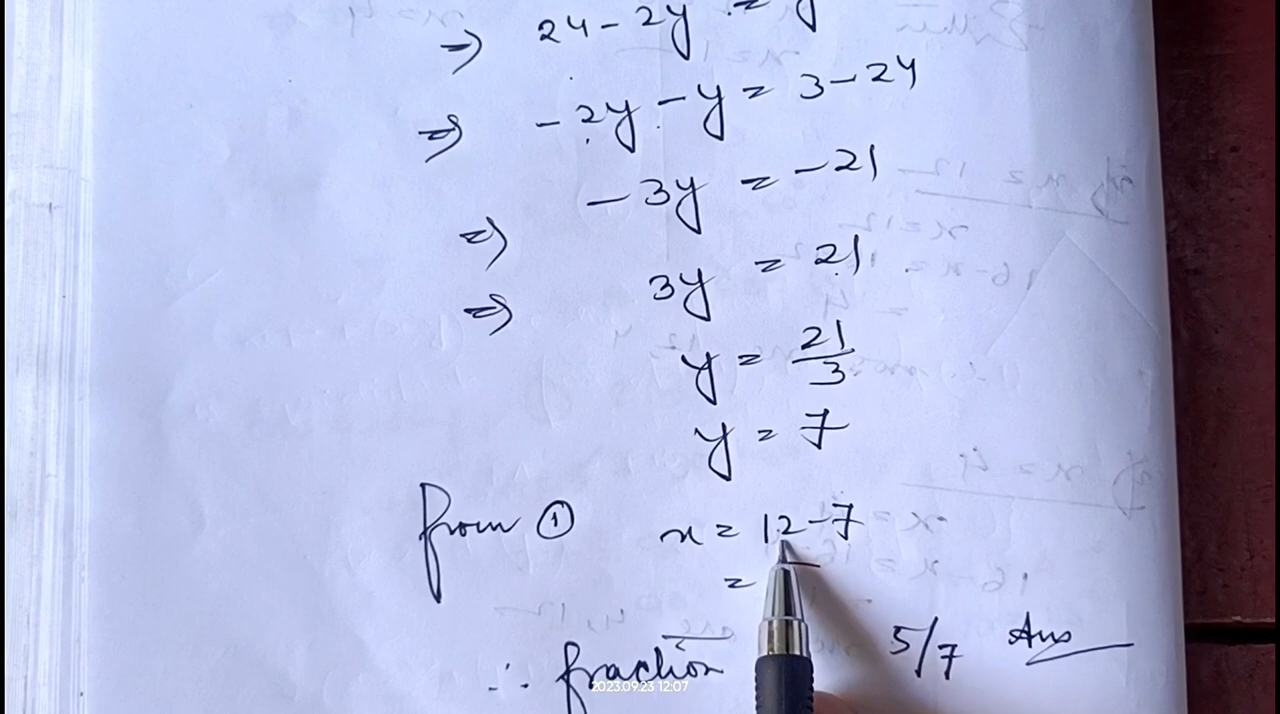 ⇒ 24-2y = y
⇒ -2y - y = 3-24
⇒ -3y = -21
⇒ 3y = 21
y = 21/3
y = 7
from ① x = 12-7
=
∴ fraction 5/7 Ans
2023.09.23 12:07